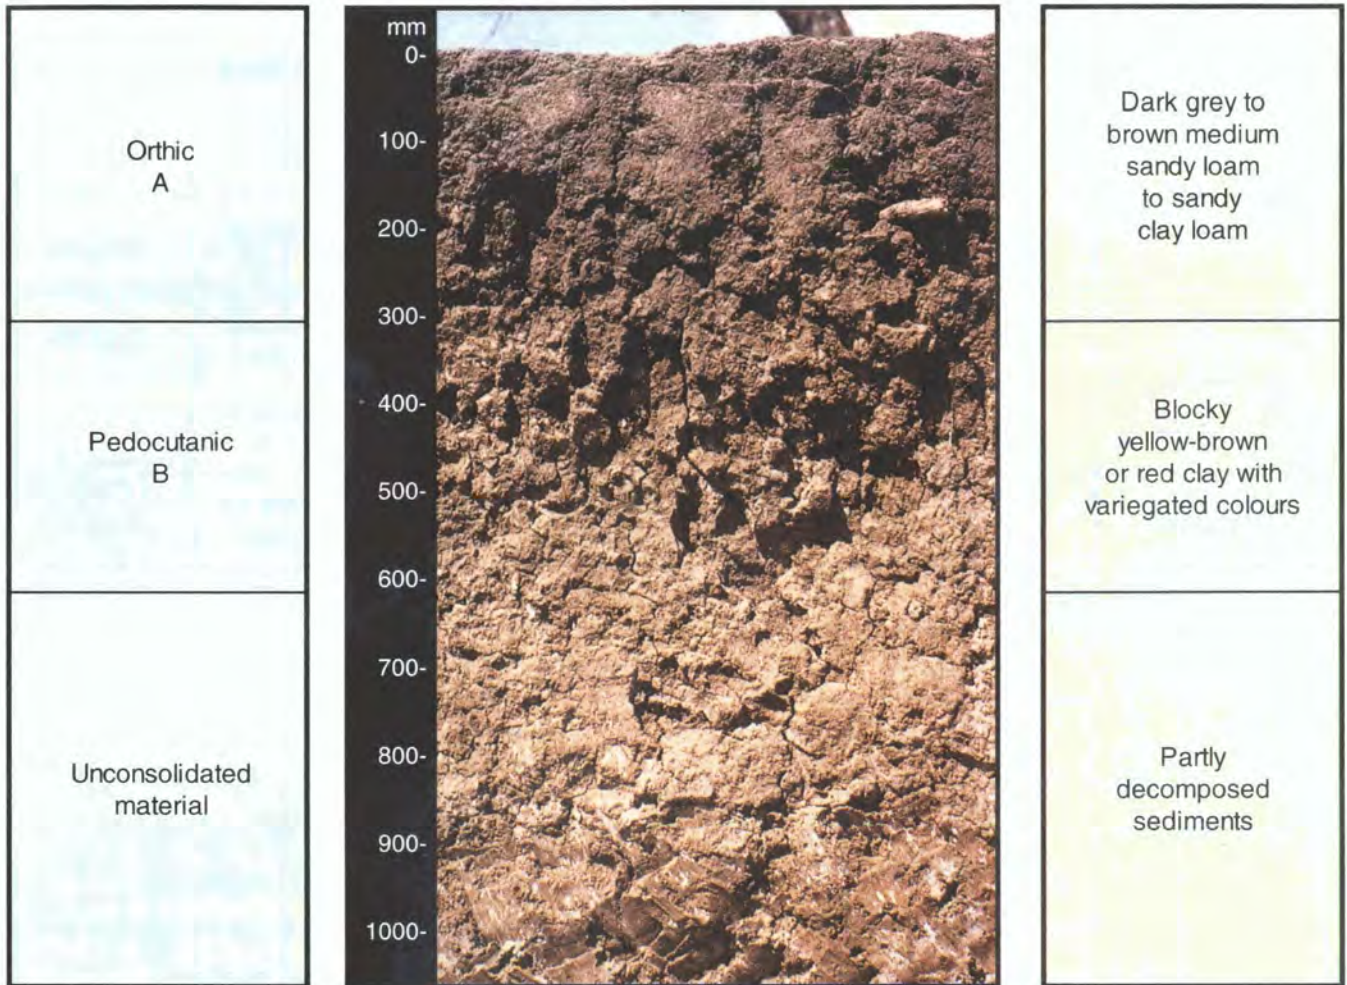 Orthic
A
Pedocutanic
B
Unconsolidated
material
mm
0-
100-
200-
300-
400-
500-
600-
700-
800-
900-
1000-
Dark grey to
brown medium
sandy loam
to sandy
clay loam
Blocky
yellow-brown
or red clay with
variegated colours
Partly
decomposed
sediments